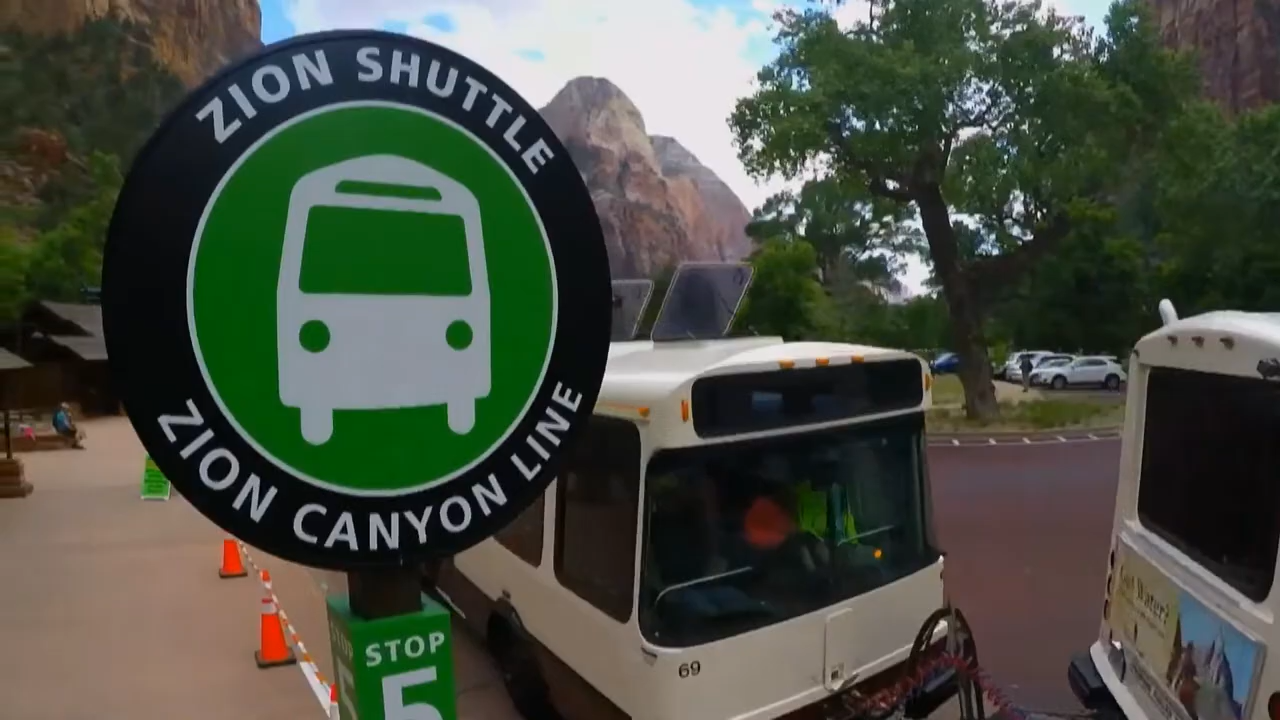 ZION SHUTTLE
ZION CANYON LINE
STOP
5
69
Got Water?